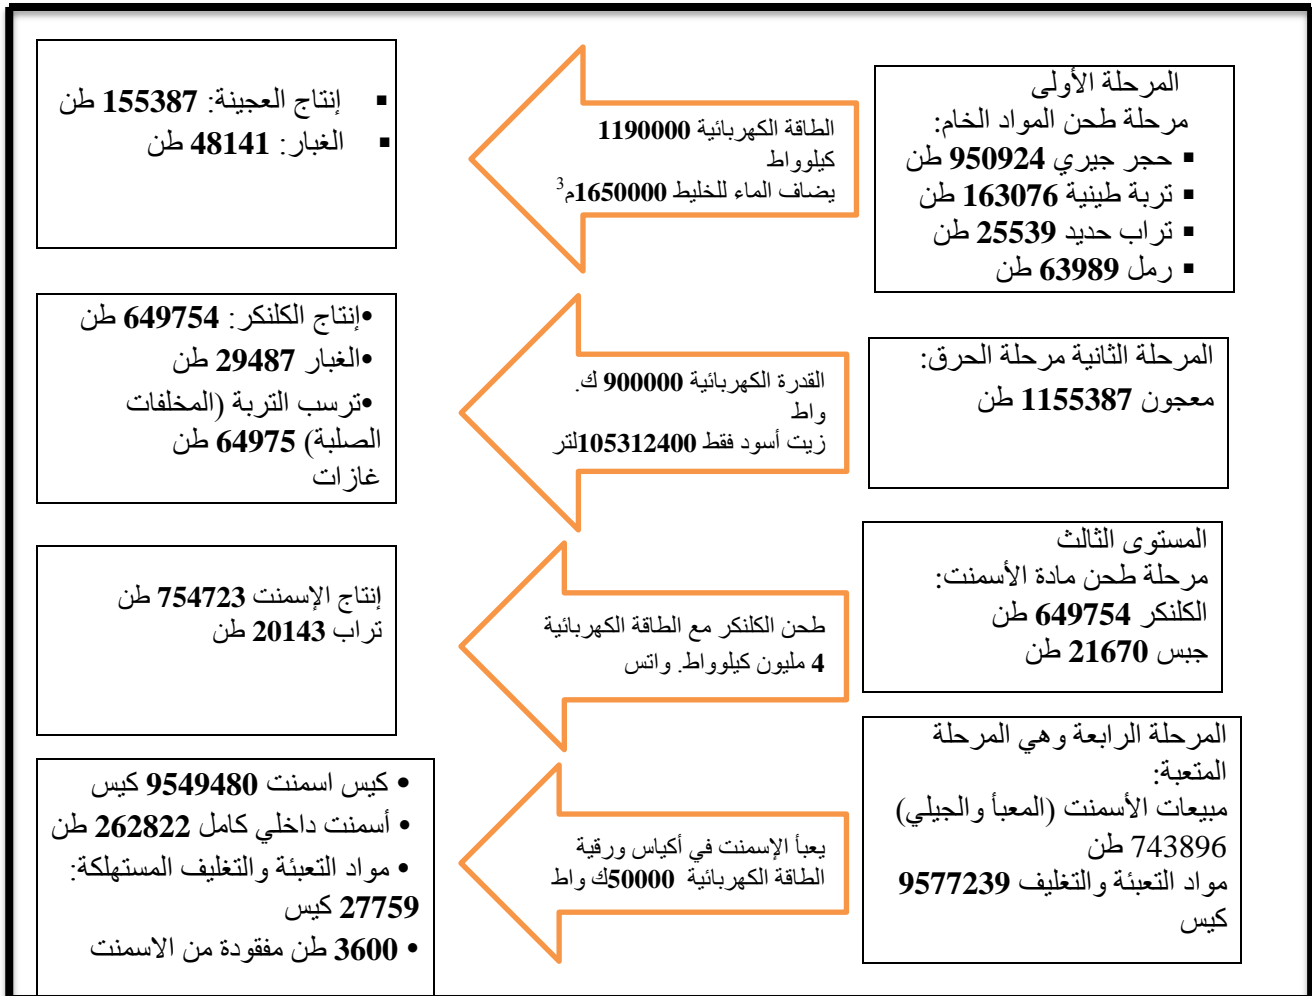 المرحلة الأولى
مرحلة طحن المواد الخام:
▪ حجر جيري 950924 طن
▪ تربة طينية 163076 طن
▪ تراب حديد 25539 طن
▪ رمل 63989 طن
الطاقة الكهربائية 1190000
كيلوواط
يضاف الماء للخليط 1650000م³
▪ إنتاج العجينة: 155387 طن
▪ الغبار: 48141 طن
المرحلة الثانية مرحلة الحرق:
معجون 1155387 طن
القدرة الكهربائية 900000 ك.
واط
زيت أسود فقط 105312400لتر
•إنتاج الكلنكر: 649754 طن
•الغبار 29487 طن
•ترسب التربة (المخلفات
الصلبة) 64975 طن
غازات
المستوى الثالث
مرحلة طحن مادة الأسمنت:
الكلنكر 649754 طن
جبس 21670 طن
طحن الكلنكر مع الطاقة الكهربائية
4 مليون كيلوواط. واتس
إنتاج الإسمنت 754723 طن
تراب 20143 طن
المرحلة الرابعة وهي المرحلة
المتعبة:
مبيعات الأسمنت (المعبأ والجيلي)
743896 طن
مواد التعبئة والتغليف 9577239
كيس
يعبأ الإسمنت في أكياس ورقية
الطاقة الكهربائية 50000ك واط
• كيس اسمنت 9549480 كيس
• أسمنت داخلي كامل 262822 طن
• مواد التعبئة والتغليف المستهلكة:
27759 كيس
• 3600 طن مفقودة من الاسمنت